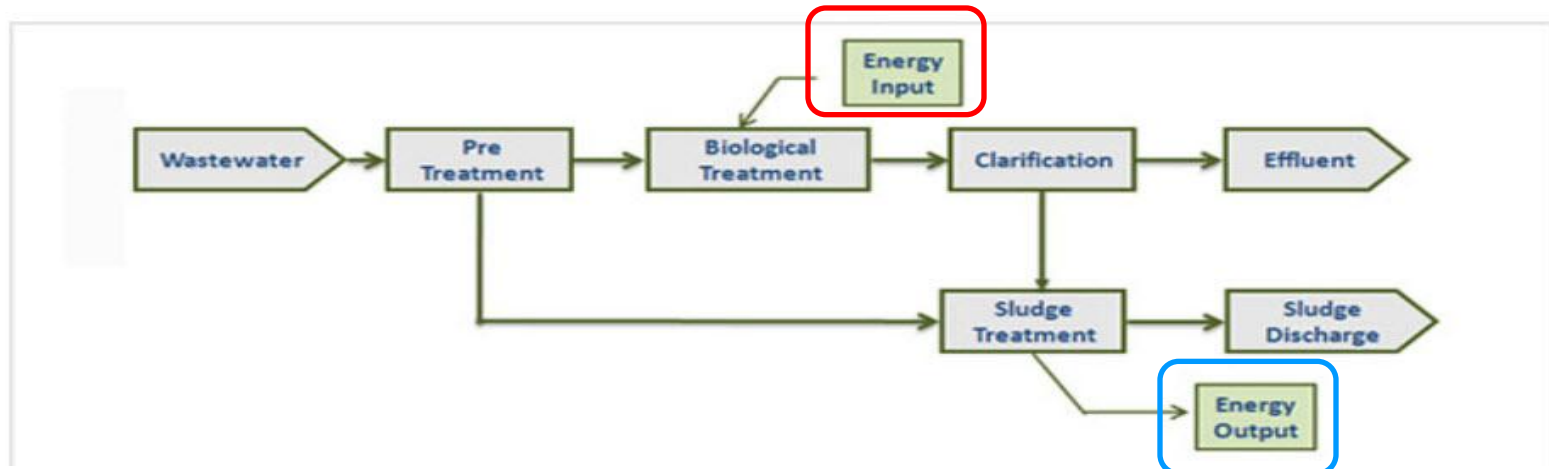 Energy
Input
Wastewater
Pre
Treatment
Biological
Treatment
Clarification
Effluent
Sludge
Treatment
Sludge
Discharge
Energy
Output